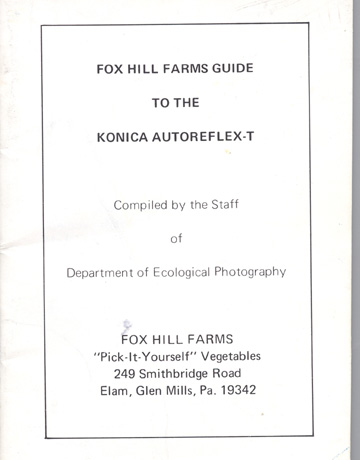 FOX HILL FARMS GUIDE
TO THE
KONICA AUTOREFLEX-T
Compiled by the Staff
of
Department of Ecological Photography
FOX HILL FARMS
"Pick-It-Yourself" Vegetables
249 Smithbridge Road
Elam, Glen Mills, Pa. 19342